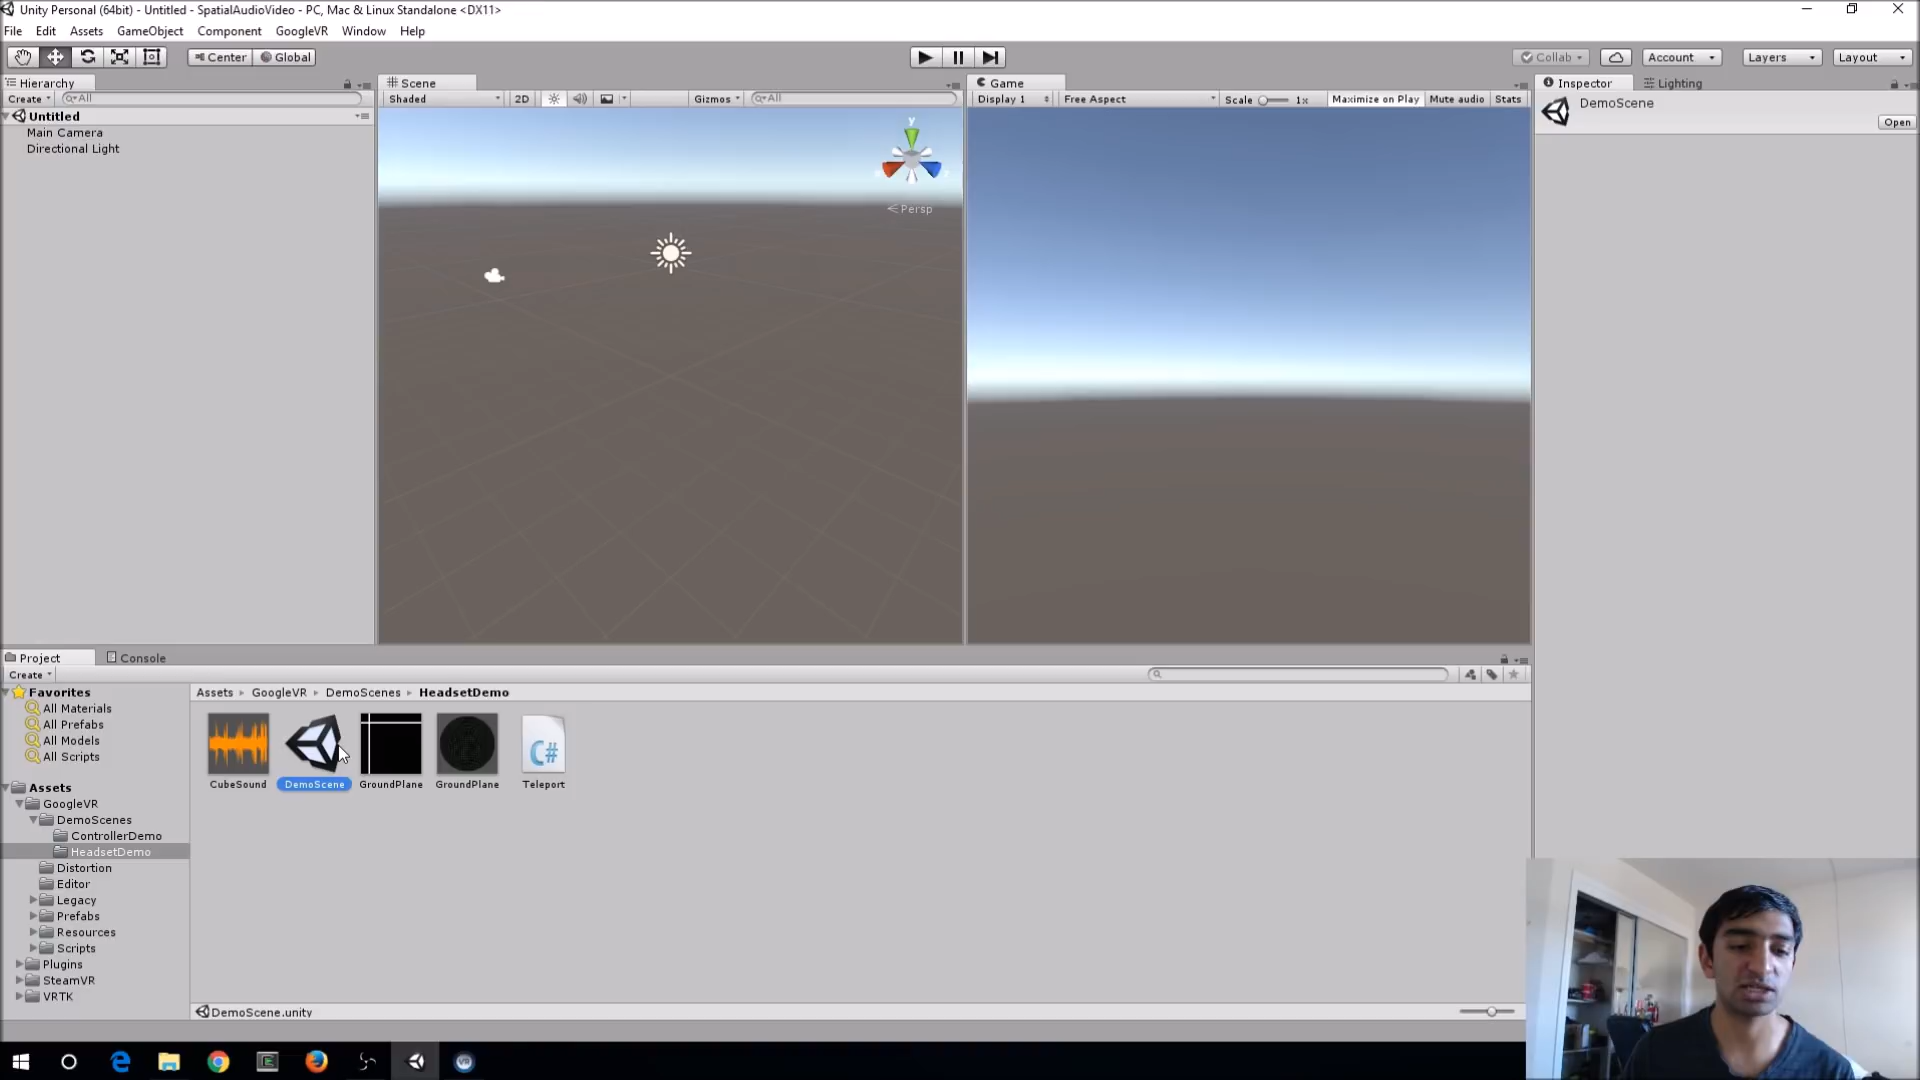 Unity Personal (64bit) - Untitled - SpatialAudioVideo - PC, Mac & Linux Standalone <DX11>
File Edit Assets GameObject Component GoogleVR Window Help
Center Global Collab Account Layers Layout
Hierarchy Scene Game Inspector Lighting
Create All Shaded 2D Gizmos All Display 1 Free Aspect Scale 1x Maximize on Play Mute audio Stats DemoScene
Untitled
Open
y
Main Camera
Directional Light
Persp
Project Console
Create
Favorites
Assets GoogleVR DemoScenes HeadsetDemo
All Materials
All Prefabs
All Models
All Scripts
C#
CubeSound DemoScene GroundPlane GroundPlane Teleport
Assets
GoogleVR
DemoScenes
ControllerDemo
HeadsetDemo
Distortion
Editor
Legacy
Prefabs
Resources
Scripts
Plugins
SteamVR
VRTK
DemoScene.unity